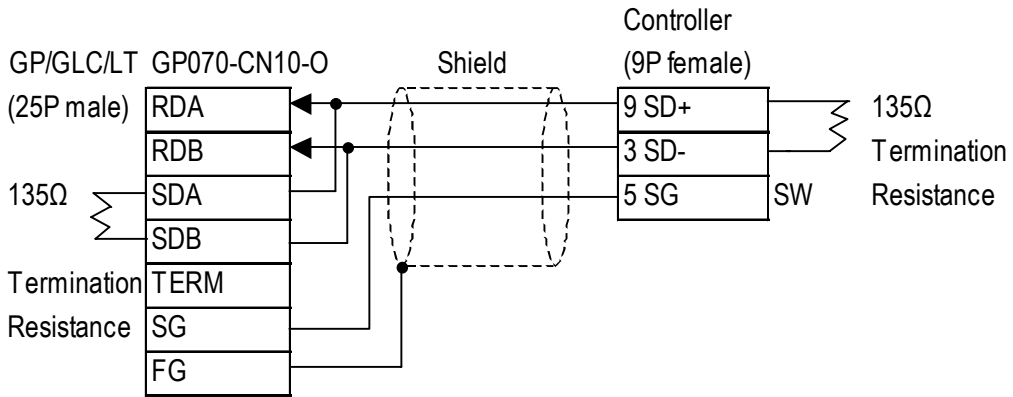 Controller
GP/GLC/LT GP070-CN10-O Shield (9P female)
(25P male) RDA 9 SD+ 135Ω
RDB 3 SD- Termination
135Ω SDA 5 SG SW Resistance
SDB
Termination TERM
Resistance SG
FG